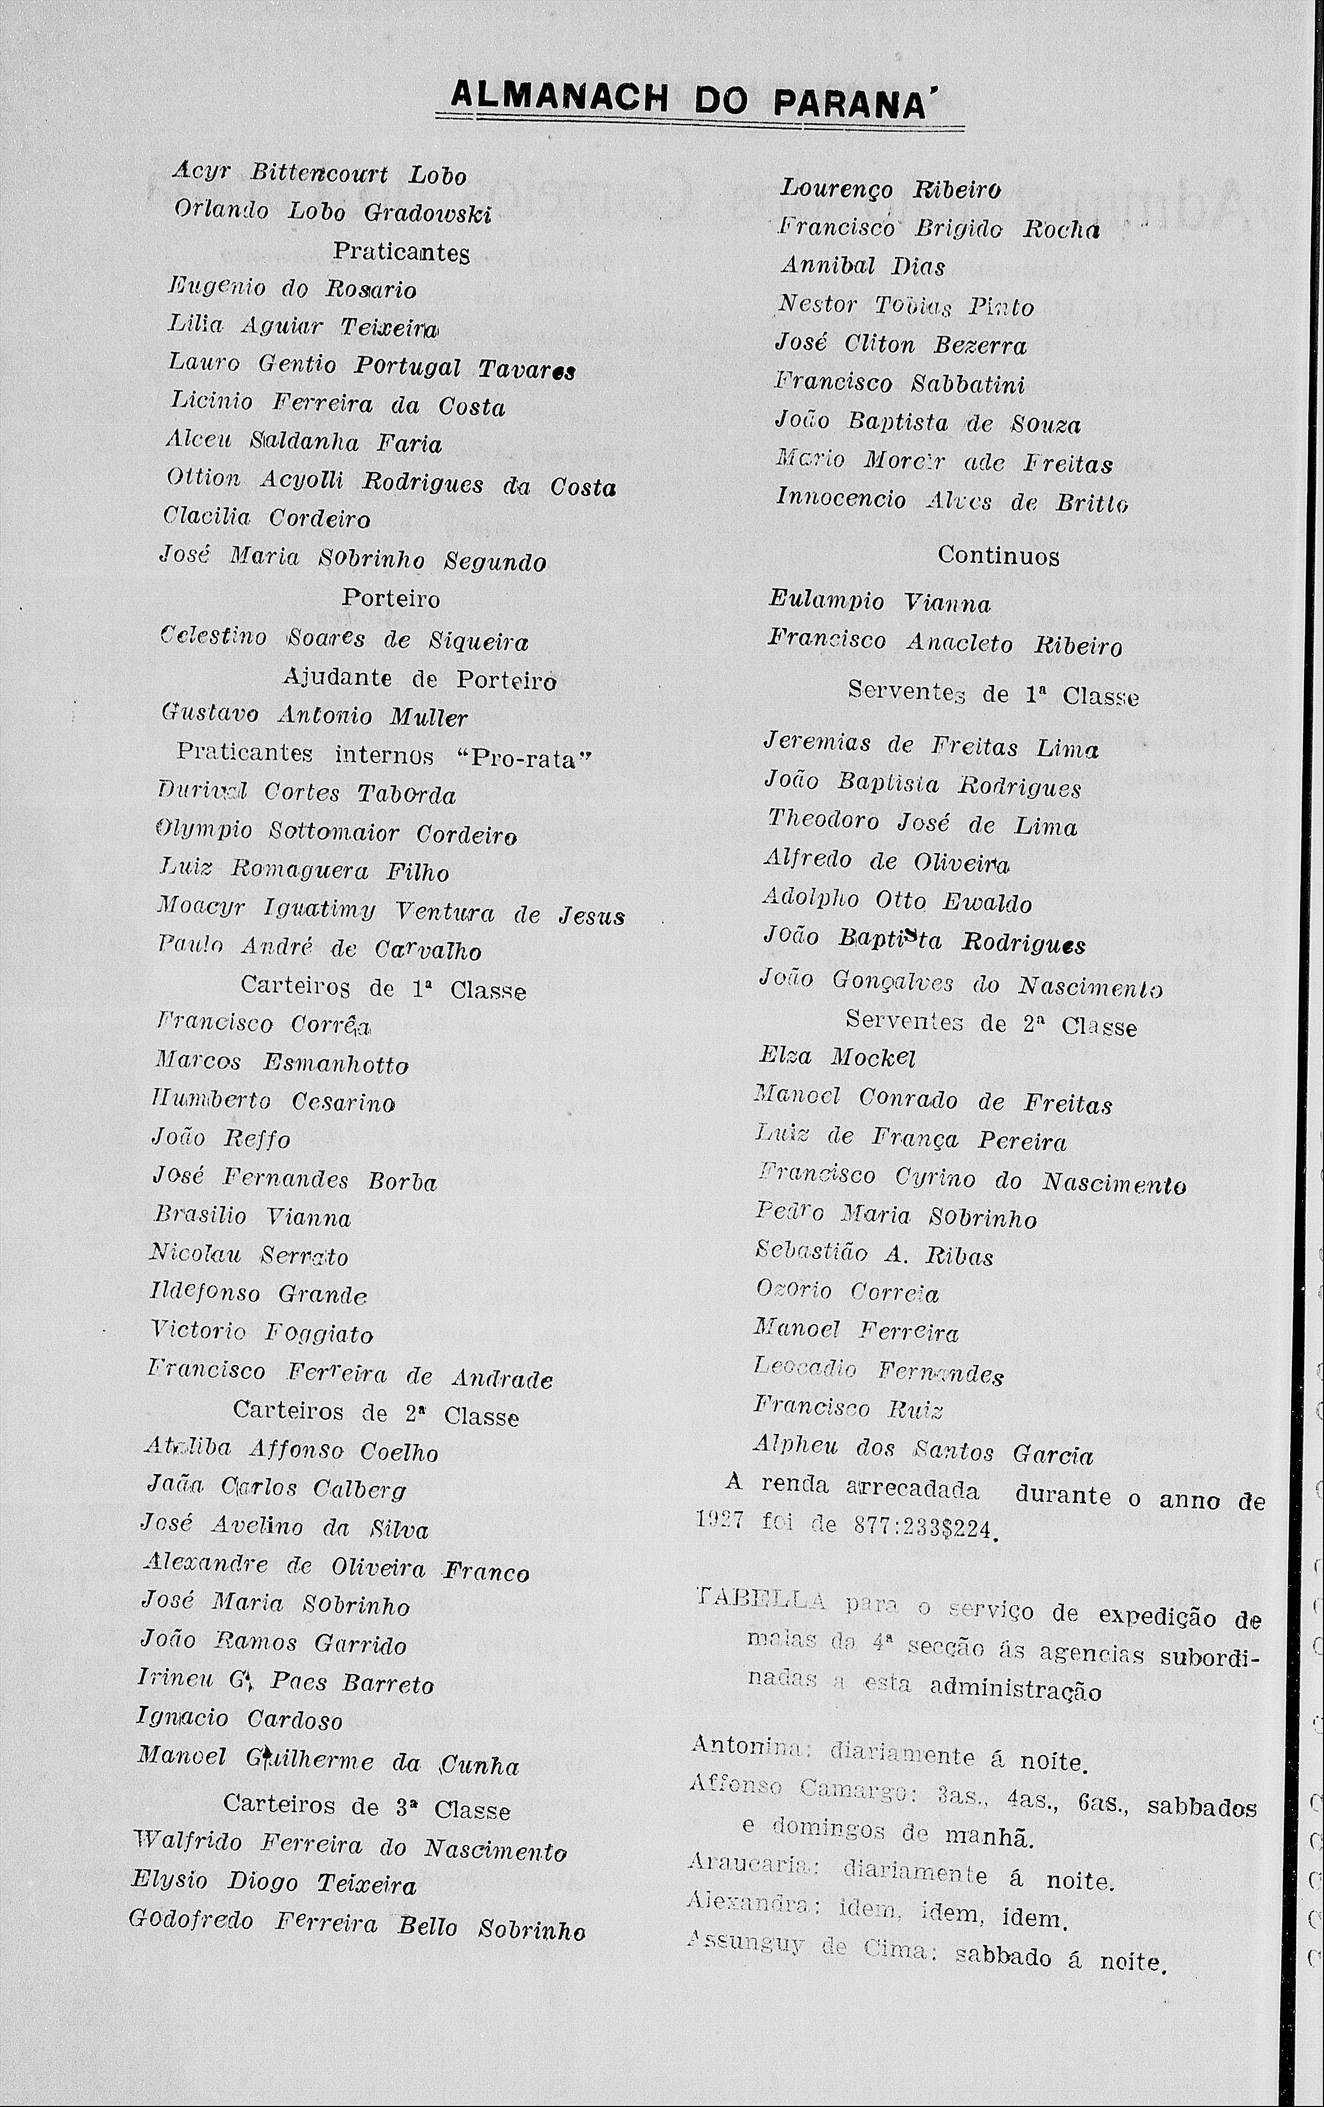 ALMANACH DO PARANA'
Acyr Bittencourt Lobo
Orlando Lobo Gradowski
Praticantes
Eugenio do Rosario
Lilia Aguiar Teixeira
Lauro Gentio Portugal Tavares
Licinio Ferreira da Costa
Alceu Saldanha Faria
Ottion Acyolli Rodrigues da Costa
Clacilia Cordeiro
José Maria Sobrinho Segundo
Porteiro
Celestino Soares de Siqueira
Ajudante de Porteiro
Gustavo Antonio Muller
Praticantes internos “Pro-rata”
Durival Cortes Taborda
Olympio Sottomaior Cordeiro
Luiz Romaguera Filho
Moacyr Iguatimy Ventura de Jesus
Paulo André de Carvalho
Carteiros de 1ª Classe
Francisco Corrêa
Marcos Esmanhotto
Humberto Cesarino
João Reffo
José Fernandes Borba
Brasilio Vianna
Nicolau Serrato
Ildefonso Grande
Victorio Foggiato
Francisco Ferreira de Andrade
Carteiros de 2ª Classe
Ataliba Affonso Coelho
Jaãa Carlos Calberg
José Avelino da Silva
Alexandre de Oliveira Franco
José Maria Sobrinho
João Ramos Garrido
Irineu G. Paes Barreto
Ignacio Cardoso
Manoel Guilherme da Cunha
Carteiros de 3ª Classe
Walfrido Ferreira do Nascimento
Elysio Diogo Teixeira
Godofredo Ferreira Bello Sobrinho
Lourenço Ribeiro
Francisco Brigido Rocha
Annibal Dias
Nestor Tobias Pinto
José Cliton Bezerra
Francisco Sabbatini
João Baptista de Souza
Mario Moreir ade Freitas
Innocencio Alves de Britto
Continuos
Eulampio Vianna
Francisco Anacleto Ribeiro
Serventes de 1ª Classe
Jeremias de Freitas Lima
João Baptista Rodrigues
Theodoro José de Lima
Alfredo de Oliveira
Adolpho Otto Ewaldo
João Baptista Rodrigues
João Gonçalves do Nascimento
Serventes de 2ª Classe
Elza Mockel
Manoel Conrado de Freitas
Luiz de França Pereira
Francisco Cyrino do Nascimento
Pedro Maria Sobrinho
Sebastião A. Ribas
Ozorio Correia
Manoel Ferreira
Leocadio Fernandes
Francisco Ruiz
Alpheu dos Santos Garcia
A renda arrecadada durante o anno de
1927 foi de 877:233$224.
TABELLA para o serviço de expedição de
malas da 4ª secção ás agencias subordi-
nadas a esta administração
Antonina: diariamente á noite.
Affonso Camargo: 3as., 4as., 6as., sabbados
e domingos de manhã.
Araucaria: diariamente á noite.
Alexandra: idem, idem, idem.
Assunguy de Cima: sabbado á noite.